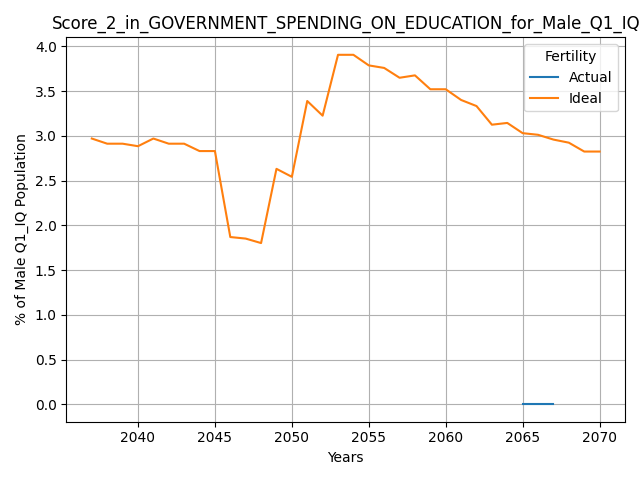 Score_2_in_GOVERNMENT_SPENDING_ON_EDUCATION_for_Male_Q1_IQ
4.0
3.5
3.0
2.5
2.0
1.5
1.0
0.5
0.0
% of Male Q1_IQ Population
Fertility
Actual
Ideal
2040 2045 2050 2055 2060 2065 2070
Years